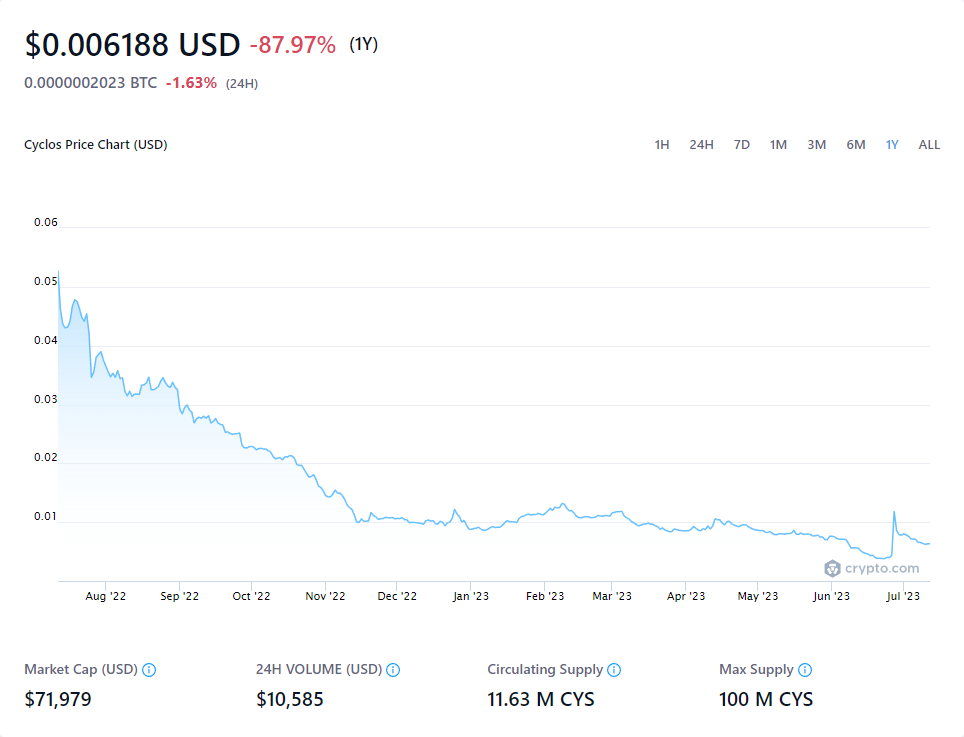 $0.006188 USD -87.97% (1Y)
0.0000002023 BTC -1.63% (24H)
Cyclos Price Chart (USD) 1H 24H 7D 1M 3M 6M 1Y ALL
0.06
0.05
0.04
0.03
0.02
0.01
crypto.com
Aug '22 Sep '22 Oct '22 Nov '22 Dec '22 Jan '23 Feb '23 Mar '23 Apr '23 May '23 Jun '23 Jul '23
Market Cap (USD) 24H VOLUME (USD) Circulating Supply Max Supply
$71,979 $10,585 11.63 M CYS 100 M CYS